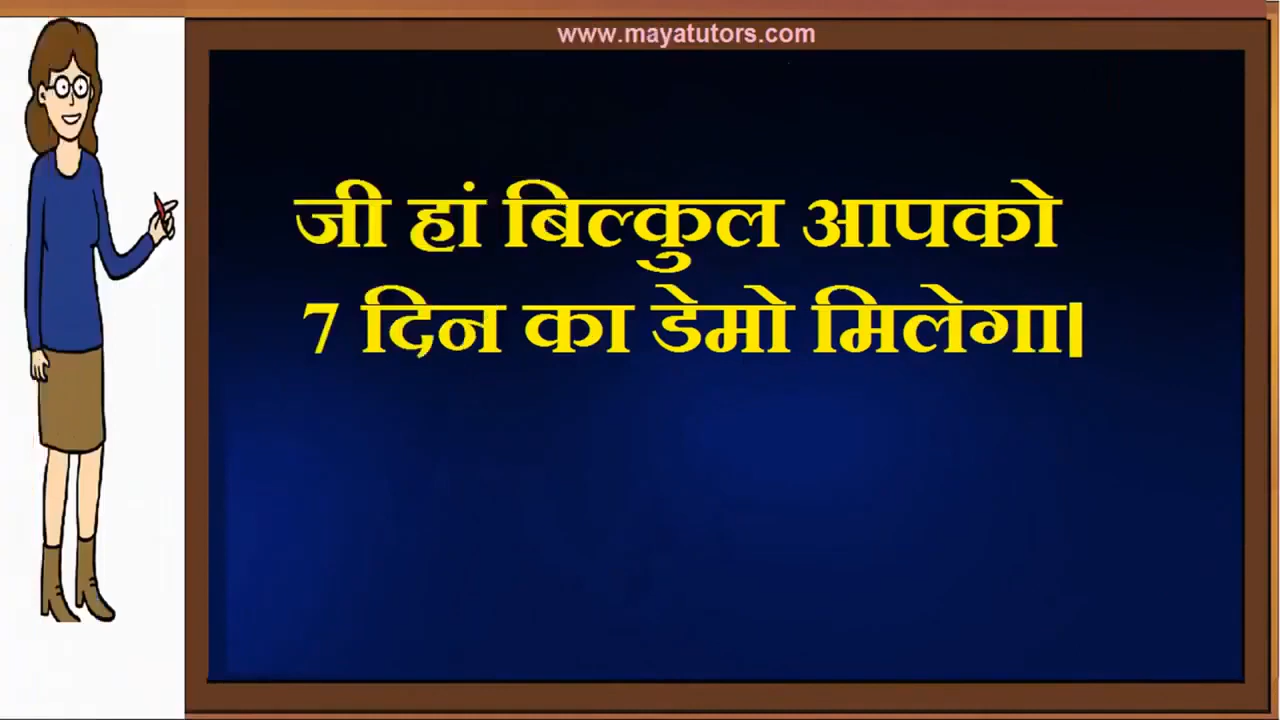 www.mayatutors.com
जी हां बिल्कुल आपको
7 दिन का डेमो मिलेगा।